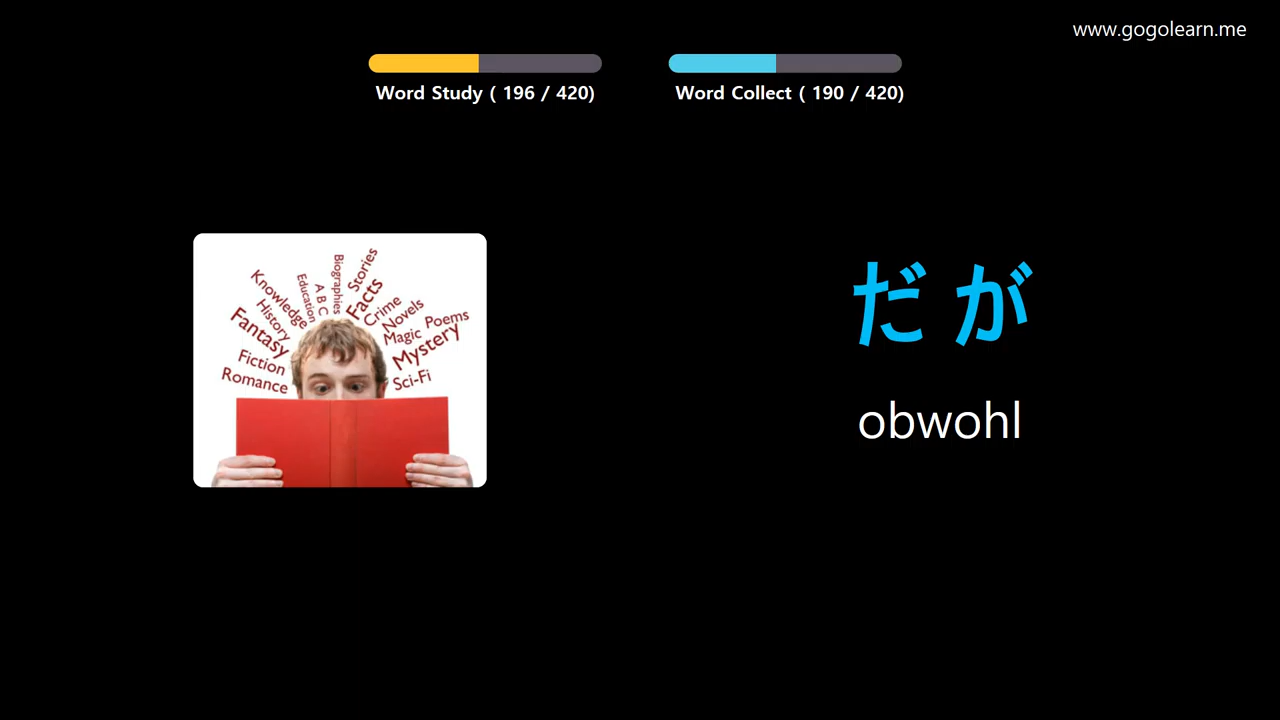 www.gogolearn.me
Word Study ( 196 / 420)
Word Collect ( 190 / 420)
Knowledge
History
Fantasy
Fiction
Romance
Education
A B C
Biographies
Stories
Facts
Crime
Novels
Magic
Poems
Mystery
Sci-Fi
だが
obwohl